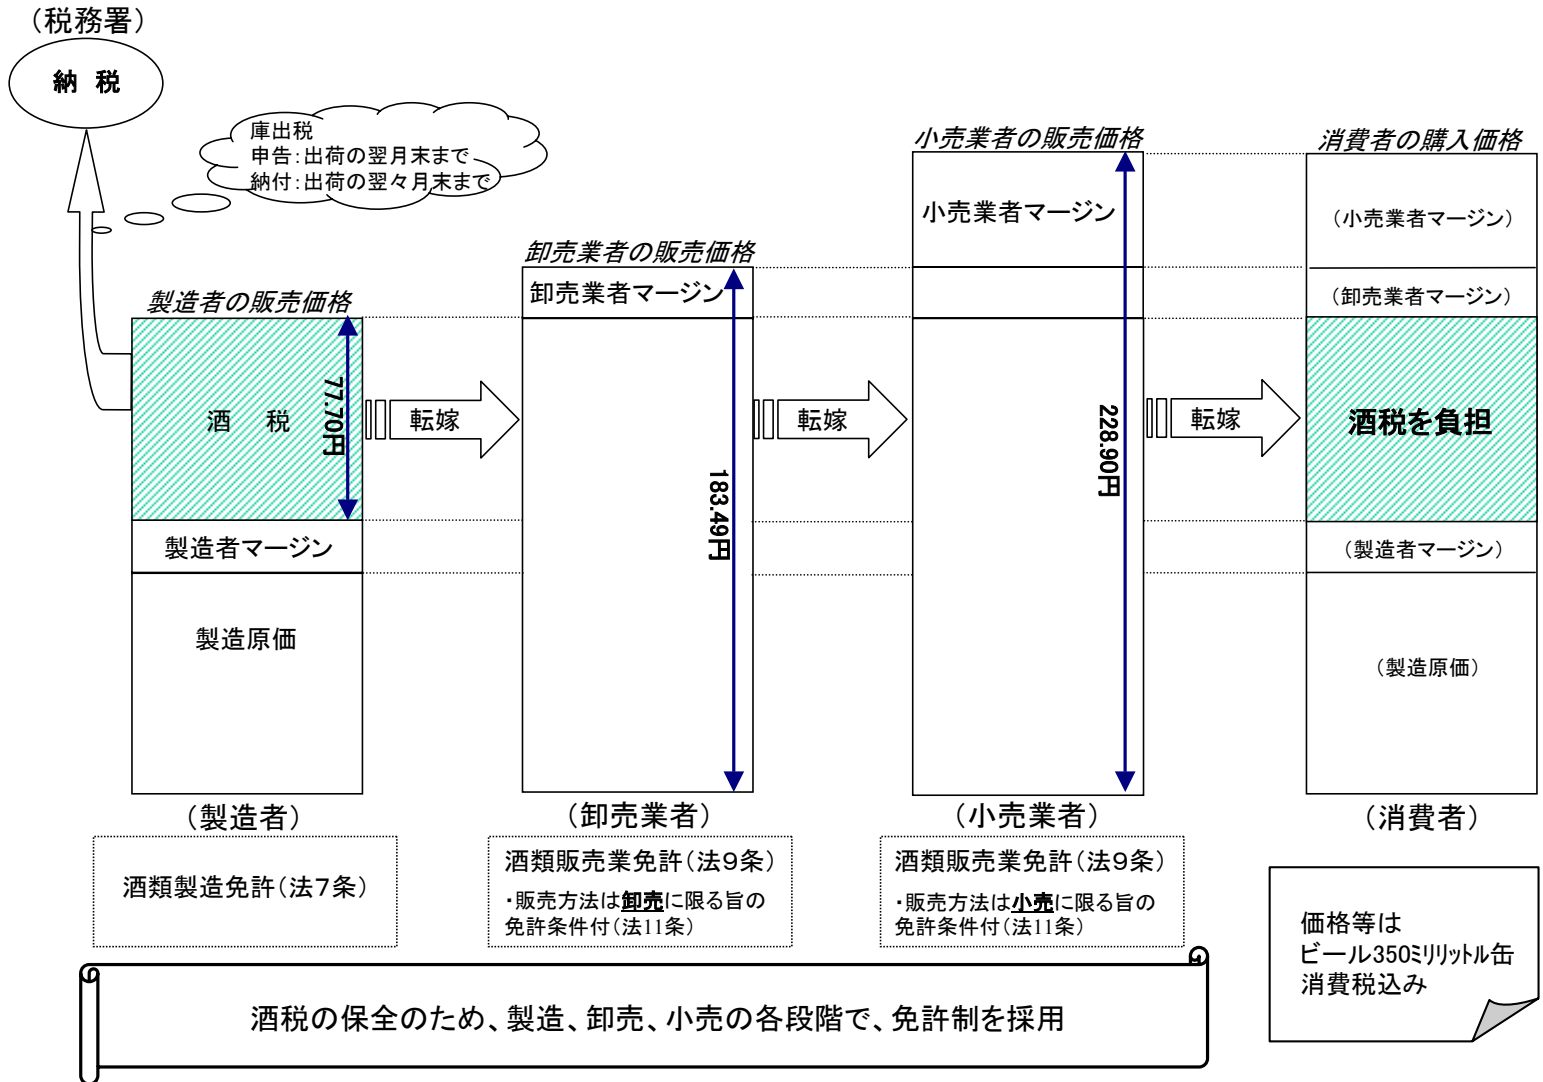 （税務署）
納　税
庫出税
申告：出荷の翌月末まで
納付：出荷の翌々月末まで
製造者の販売価格
酒　　税
77.70円
製造者マージン
製造原価
（製造者）
酒類製造免許（法7条）
転嫁
卸売業者の販売価格
卸売業者マージン
183.49円
（卸売業者）
酒類販売業免許（法9条）
・販売方法は卸売に限る旨の
免許条件付（法11条）
転嫁
小売業者の販売価格
小売業者マージン
228.90円
（小売業者）
酒類販売業免許（法9条）
・販売方法は小売に限る旨の
免許条件付（法11条）
転嫁
消費者の購入価格
（小売業者マージン）
（卸売業者マージン）
酒税を負担
（製造者マージン）
（製造原価）
（消費者）
価格等は
ビール350ミリリットル缶
消費税込み
酒税の保全のため、製造、卸売、小売の各段階で、免許制を採用